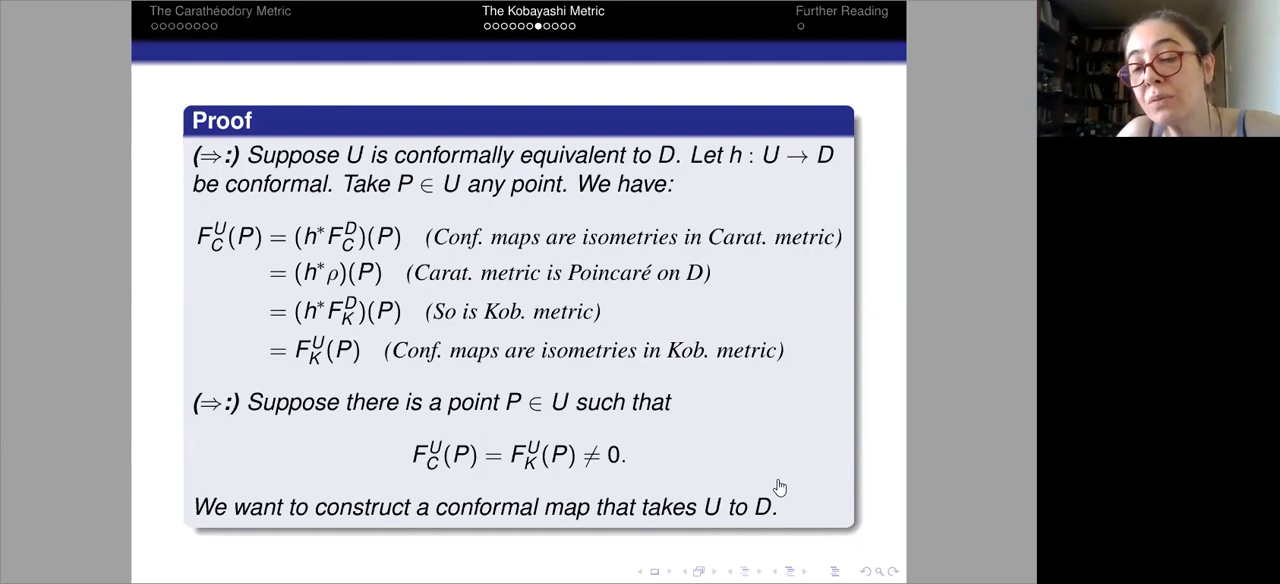 The Carathéodory Metric
The Kobayashi Metric
Further Reading
Proof
(⇒:) Suppose U is conformally equivalent to D. Let h : U → D
be conformal. Take P ∈ U any point. We have:
F_C^U(P) = (h*F_C^D)(P) (Conf. maps are isometries in Carat. metric)
= (h*ρ)(P) (Carat. metric is Poincaré on D)
= (h*F_K^D)(P) (So is Kob. metric)
= F_K^U(P) (Conf. maps are isometries in Kob. metric)
(⇒:) Suppose there is a point P ∈ U such that
F_C^U(P) = F_K^U(P) ≠ 0.
We want to construct a conformal map that takes U to D.